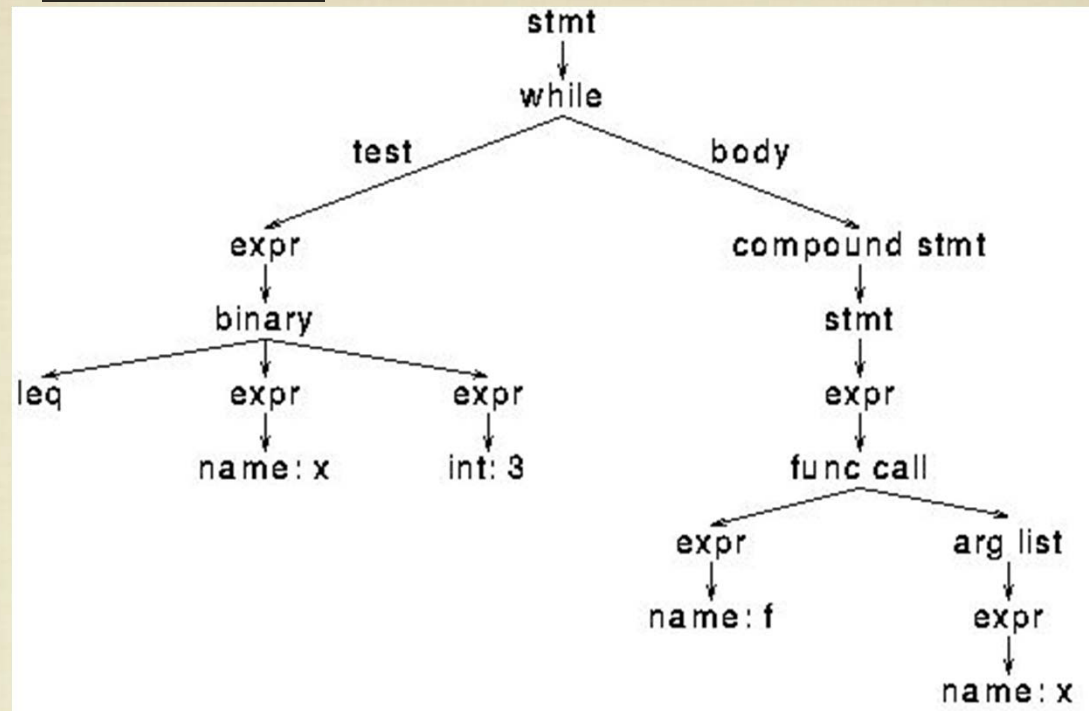 stmt
while
test body
expr compound stmt
binary stmt
leq expr expr expr
name: x int: 3 func call
expr arg list
name: f expr
name: x